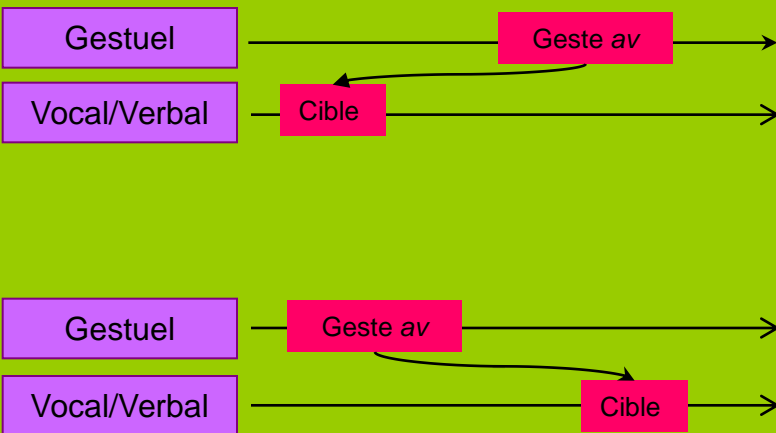 Gestuel
Geste av
Vocal/Verbal
Cible
Gestuel
Geste av
Vocal/Verbal
Cible